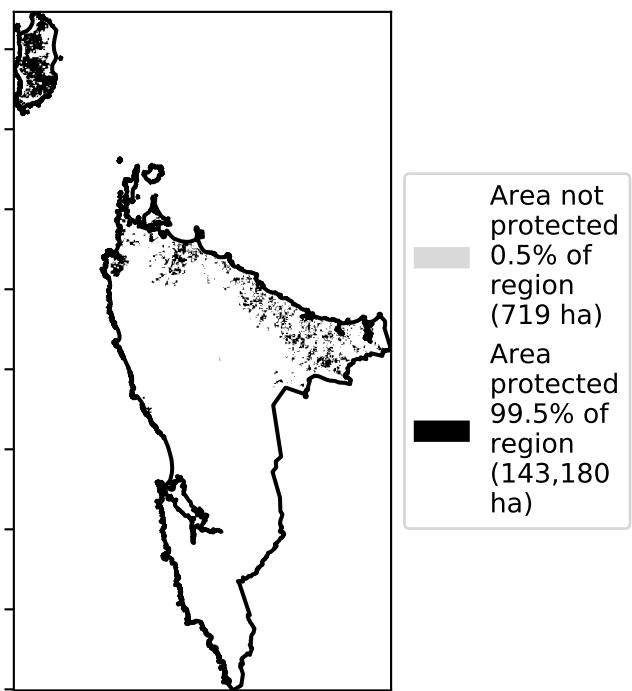 Area not
protected
0.5% of
region
(719 ha)
Area
protected
99.5% of
region
(143,180
ha)